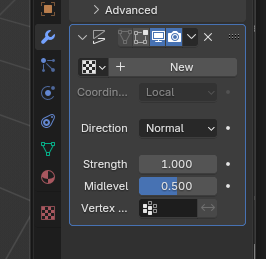 Advanced
New
Coordin... Local
Direction Normal
Strength 1.000
Midlevel 0.500
Vertex ...